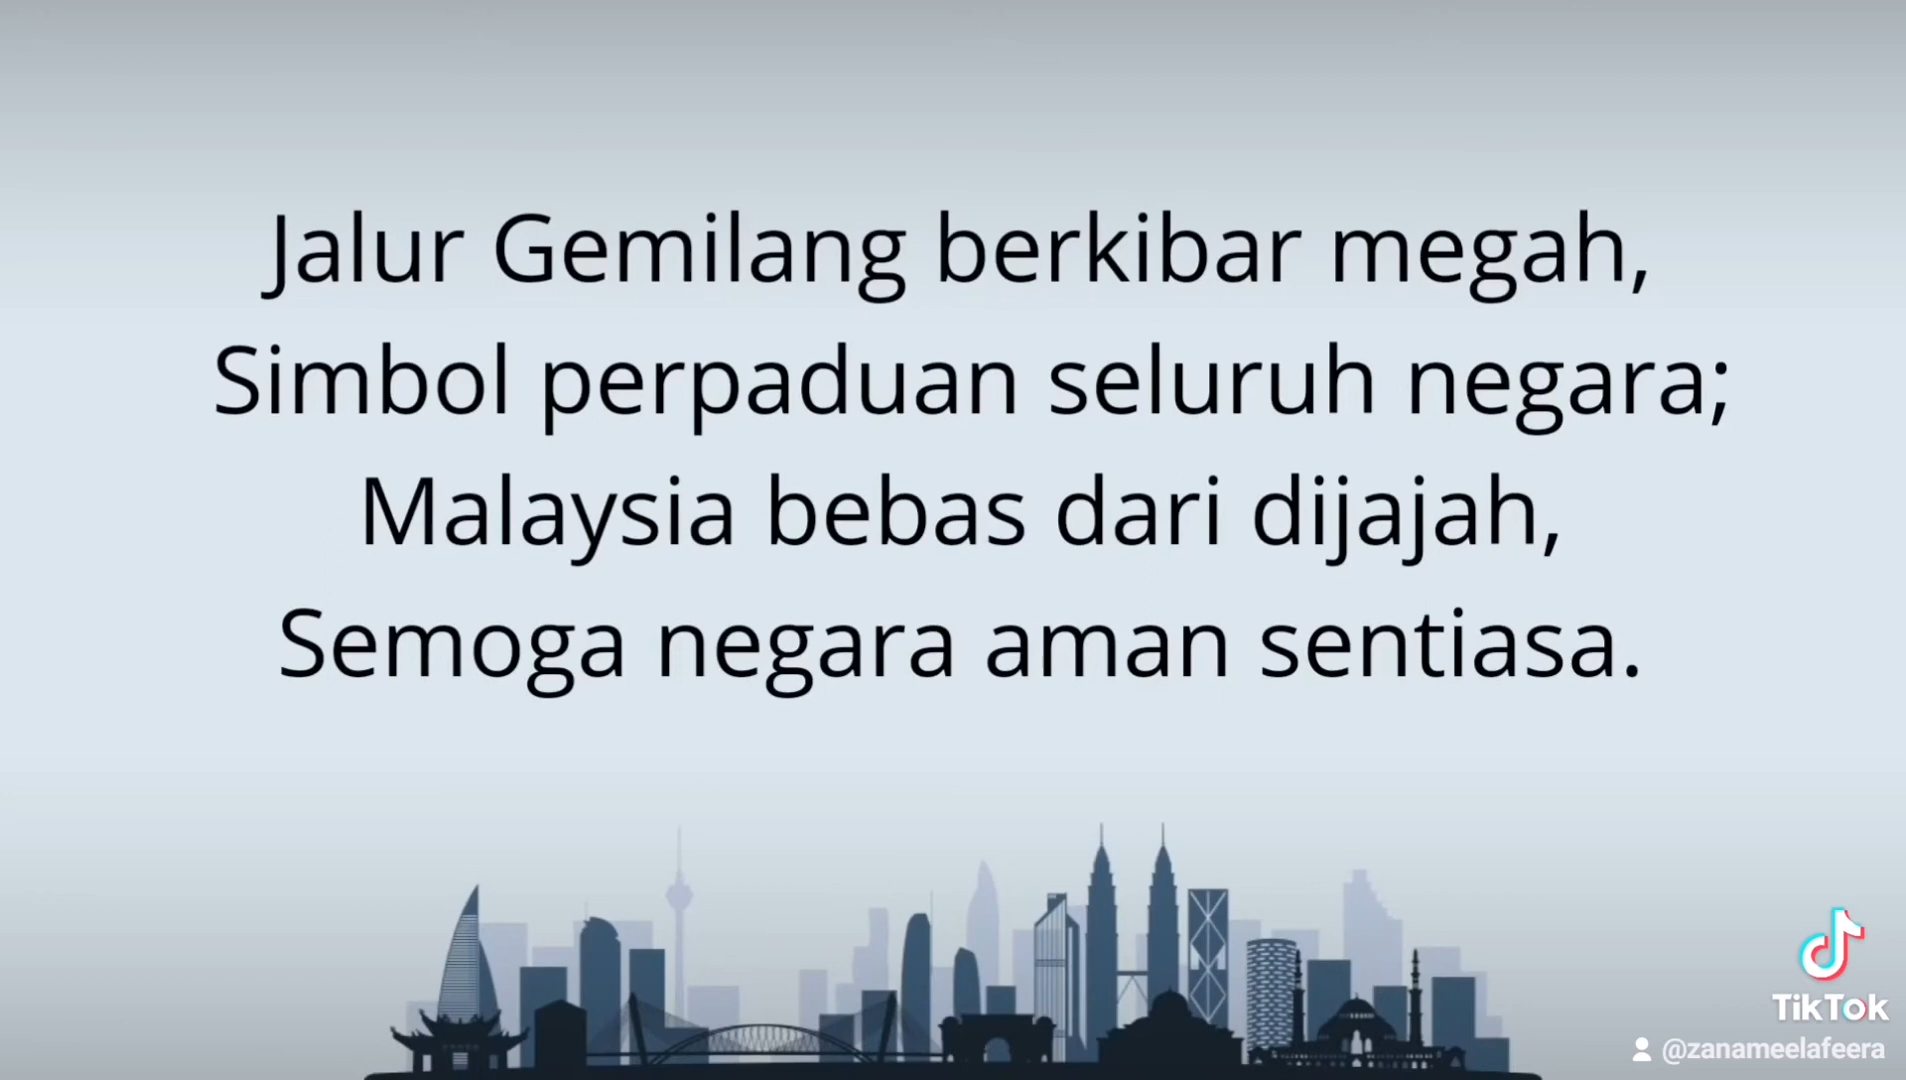 Jalur Gemilang berkibar megah,
Simbol perpaduan seluruh negara;
Malaysia bebas dari dijajah,
Semoga negara aman sentiasa.
TikTok
@zanameelafeera